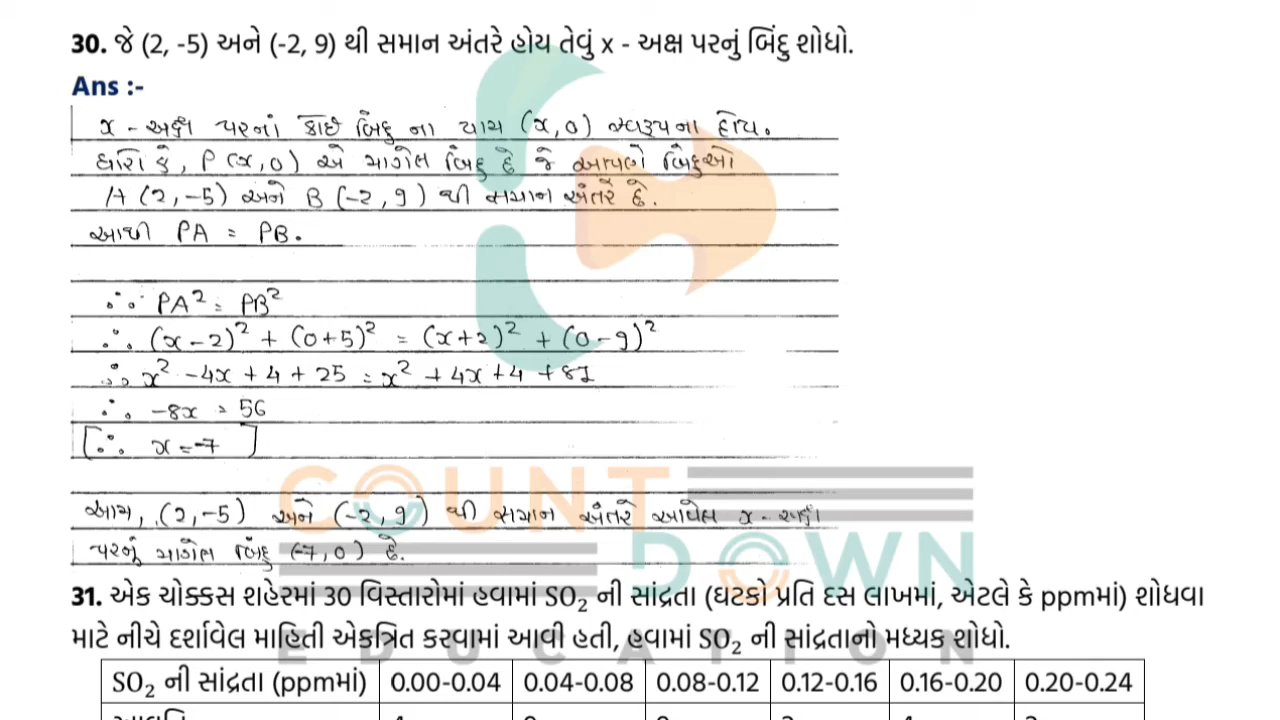 30. જે (2, -5) અને (-2, 9) થી સમાન અંતરે હોય તેવું x - અક્ષ પરનું બિંદુ શોધો.
Ans :-
x - અક્ષ પરનાં કોઈ બિંદુ ના યામ (x, 0) સ્વરૂપના હોય.
ધારો કે, P (x, 0) એ માંગેલ બિંદુ છે જે આપણે બિંદુઓ
A (2, -5) અને B (-2, 9) થી સમાન અંતરે છે.
આથી PA = PB.
∴ PA² = PB²
∴ (x-2)² + (0+5)² = (x+2)² + (0-9)²
∴ x² - 4x + 4 + 25 = x² + 4x + 4 + 81
∴ -8x = 56
[∴ x = -7 ]
આમ, (2, -5) અને (-2, 9) થી સમાન અંતરે આવેલ x - અક્ષ
પરનું માંગેલ બિંદુ (-7, 0) છે.
COUNT
DOWN
EDUCATION
31. એક ચોક્કસ શહેરમાં 30 વિસ્તારોમાં હવામાં SO₂ ની સાંદ્રતા (ઘટકો પ્રતિ દસ લાખમાં, એટલે કે ppmમાં) શોધવા
માટે નીચે દર્શાવેલ માહિતી એકત્રિત કરવામાં આવી હતી, હવામાં SO₂ ની સાંદ્રતાનો મધ્યક શોધો.
SO₂ ની સાંદ્રતા (ppmમાં) 0.00-0.04 0.04-0.08 0.08-0.12 0.12-0.16 0.16-0.20 0.20-0.24